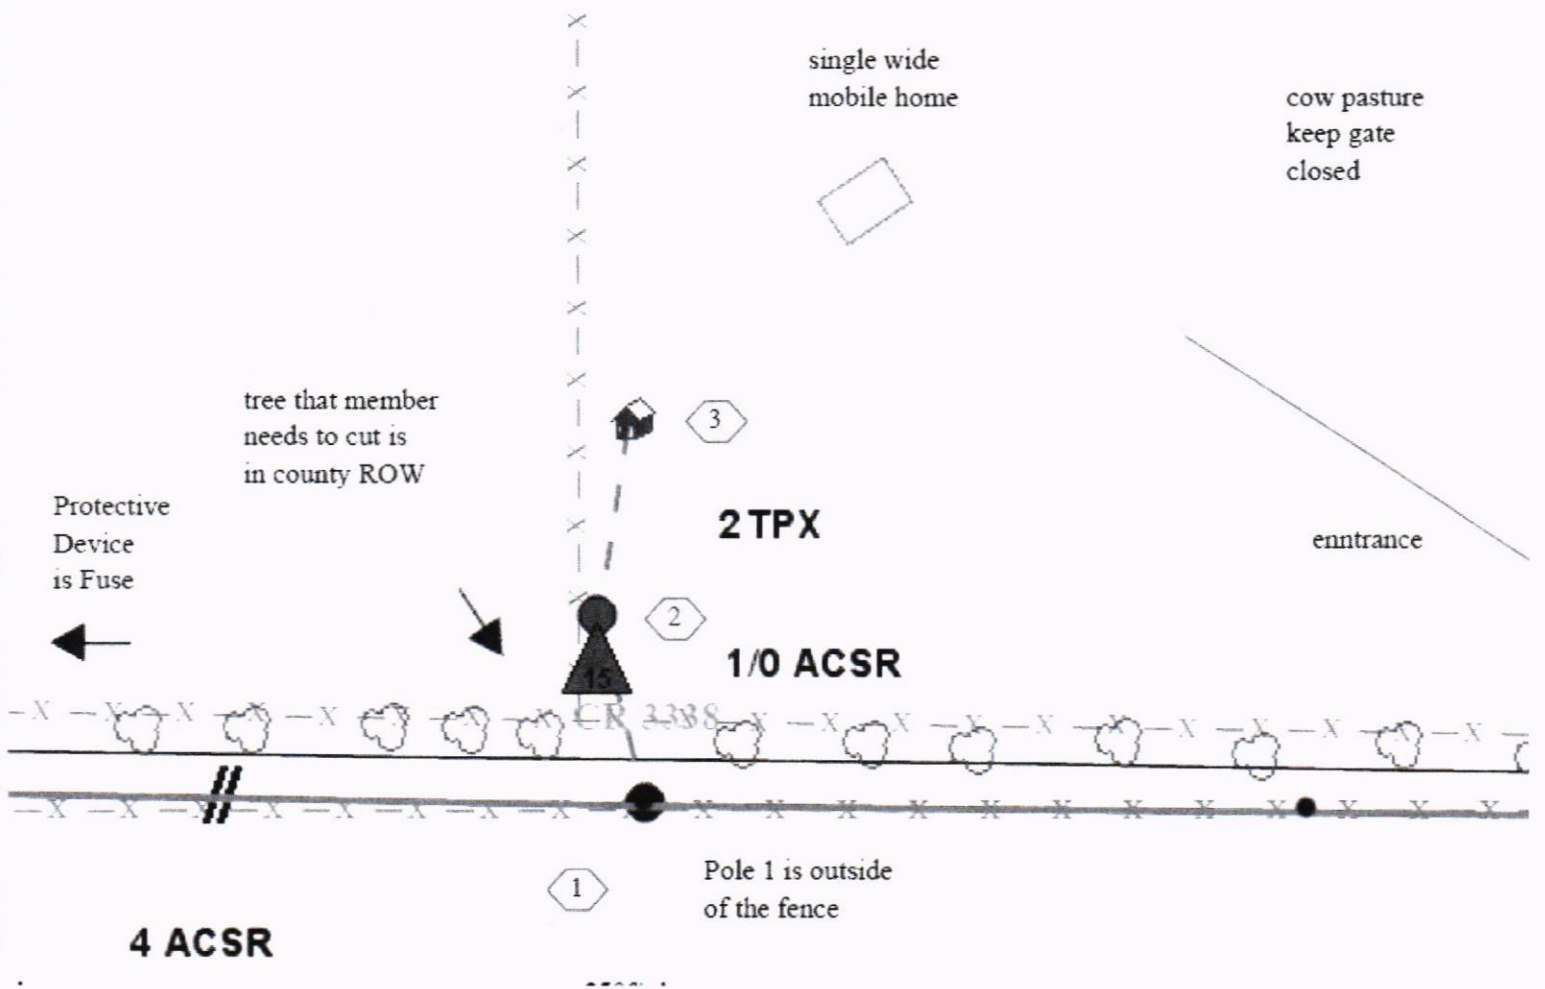 single wide
mobile home
cow pasture
keep gate
closed
tree that member
needs to cut is
in county ROW
3
Protective
Device
is Fuse
2 TPX
enntrance
2
1/0 ACSR
15
CR 3338
1
Pole 1 is outside
of the fence
4 ACSR